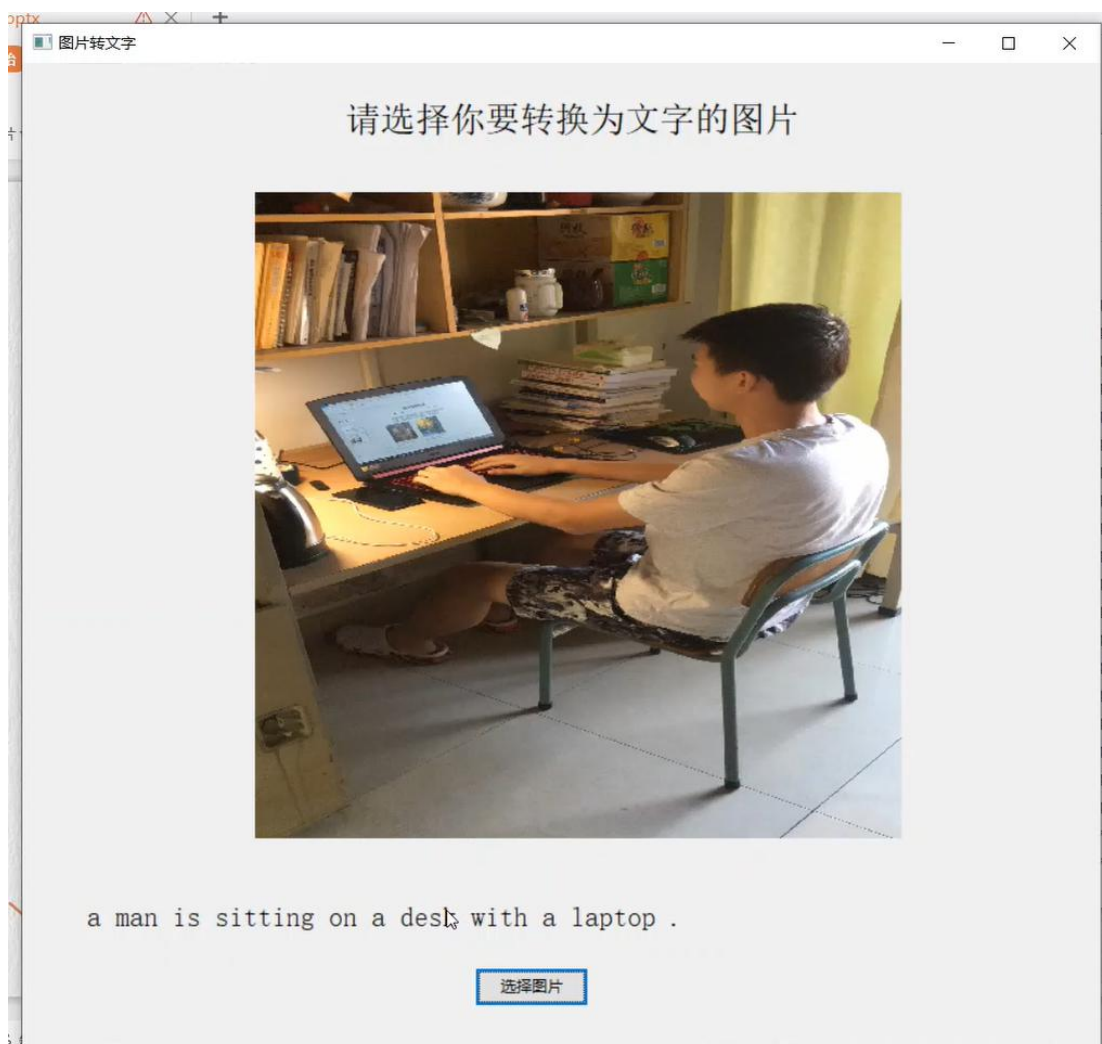 optx
图片转文字
请选择你要转换为文字的图片
a man is sitting on a desk with a laptop .
选择图片